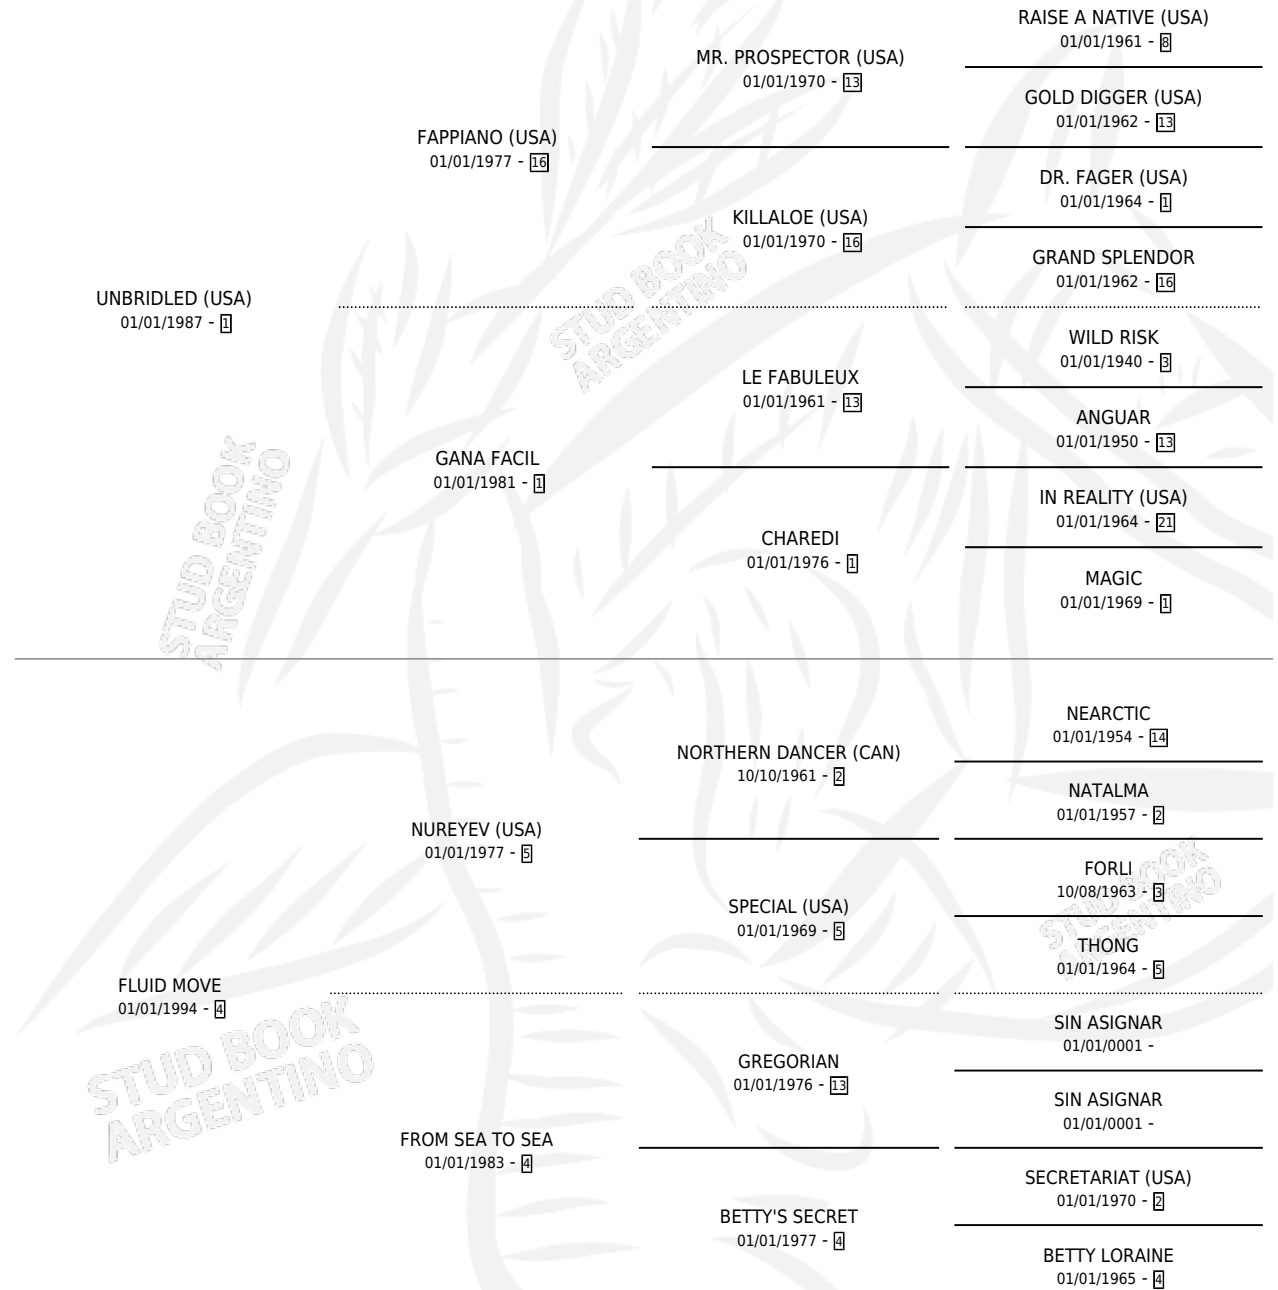 RAISE A NATIVE (USA)
01/01/1961 - 8
MR. PROSPECTOR (USA)
01/01/1970 - 13
GOLD DIGGER (USA)
01/01/1962 - 13
FAPPIANO (USA)
01/01/1977 - 16
DR. FAGER (USA)
01/01/1964 - 1
KILLALOE (USA)
01/01/1970 - 16
GRAND SPLENDOR
01/01/1962 - 16
UNBRIDLED (USA)
01/01/1987 - 1
WILD RISK
01/01/1940 - 3
LE FABULEUX
01/01/1961 - 13
ANGUAR
01/01/1950 - 13
GANA FACIL
01/01/1981 - 1
IN REALITY (USA)
01/01/1964 - 21
CHAREDI
01/01/1976 - 1
MAGIC
01/01/1969 - 1
NEARCTIC
01/01/1954 - 14
NORTHERN DANCER (CAN)
10/10/1961 - 2
NATALMA
01/01/1957 - 2
NUREYEV (USA)
01/01/1977 - 5
FORLI
10/08/1963 - 3
SPECIAL (USA)
01/01/1969 - 5
THONG
01/01/1964 - 5
FLUID MOVE
01/01/1994 - 4
SIN ASIGNAR
01/01/0001 -
GREGORIAN
01/01/1976 - 13
SIN ASIGNAR
01/01/0001 -
FROM SEA TO SEA
01/01/1983 - 4
SECRETARIAT (USA)
01/01/1970 - 2
BETTY'S SECRET
01/01/1977 - 4
BETTY LORAINE
01/01/1965 - 4
STUD BOOK
ARGENTINO
STUD BOOK
ARGENTINO
STUD BOOK
ARGENTINO
STUD BOOK
ARGENTINO